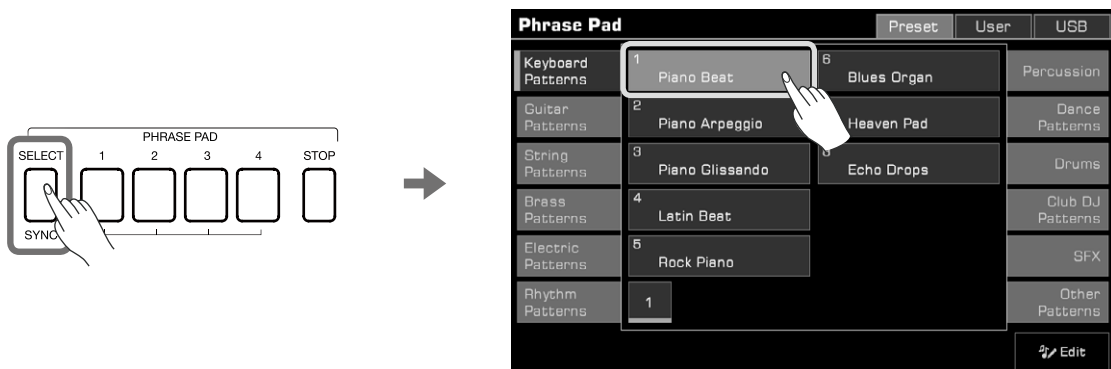 PHRASE PAD
SELECT 1 2 3 4 STOP
SYNC
Phrase Pad
Preset User USB
Keyboard
Patterns
Guitar
Patterns
String
Patterns
Brass
Patterns
Electric
Patterns
Rhythm
Patterns
1
Piano Beat
2
Piano Arpeggio
3
Piano Glissando
4
Latin Beat
5
Rock Piano
6
Blues Organ
Heaven Pad
8
Echo Drops
1
Percussion
Dance
Patterns
Drums
Club DJ
Patterns
SFX
Other
Patterns
Edit